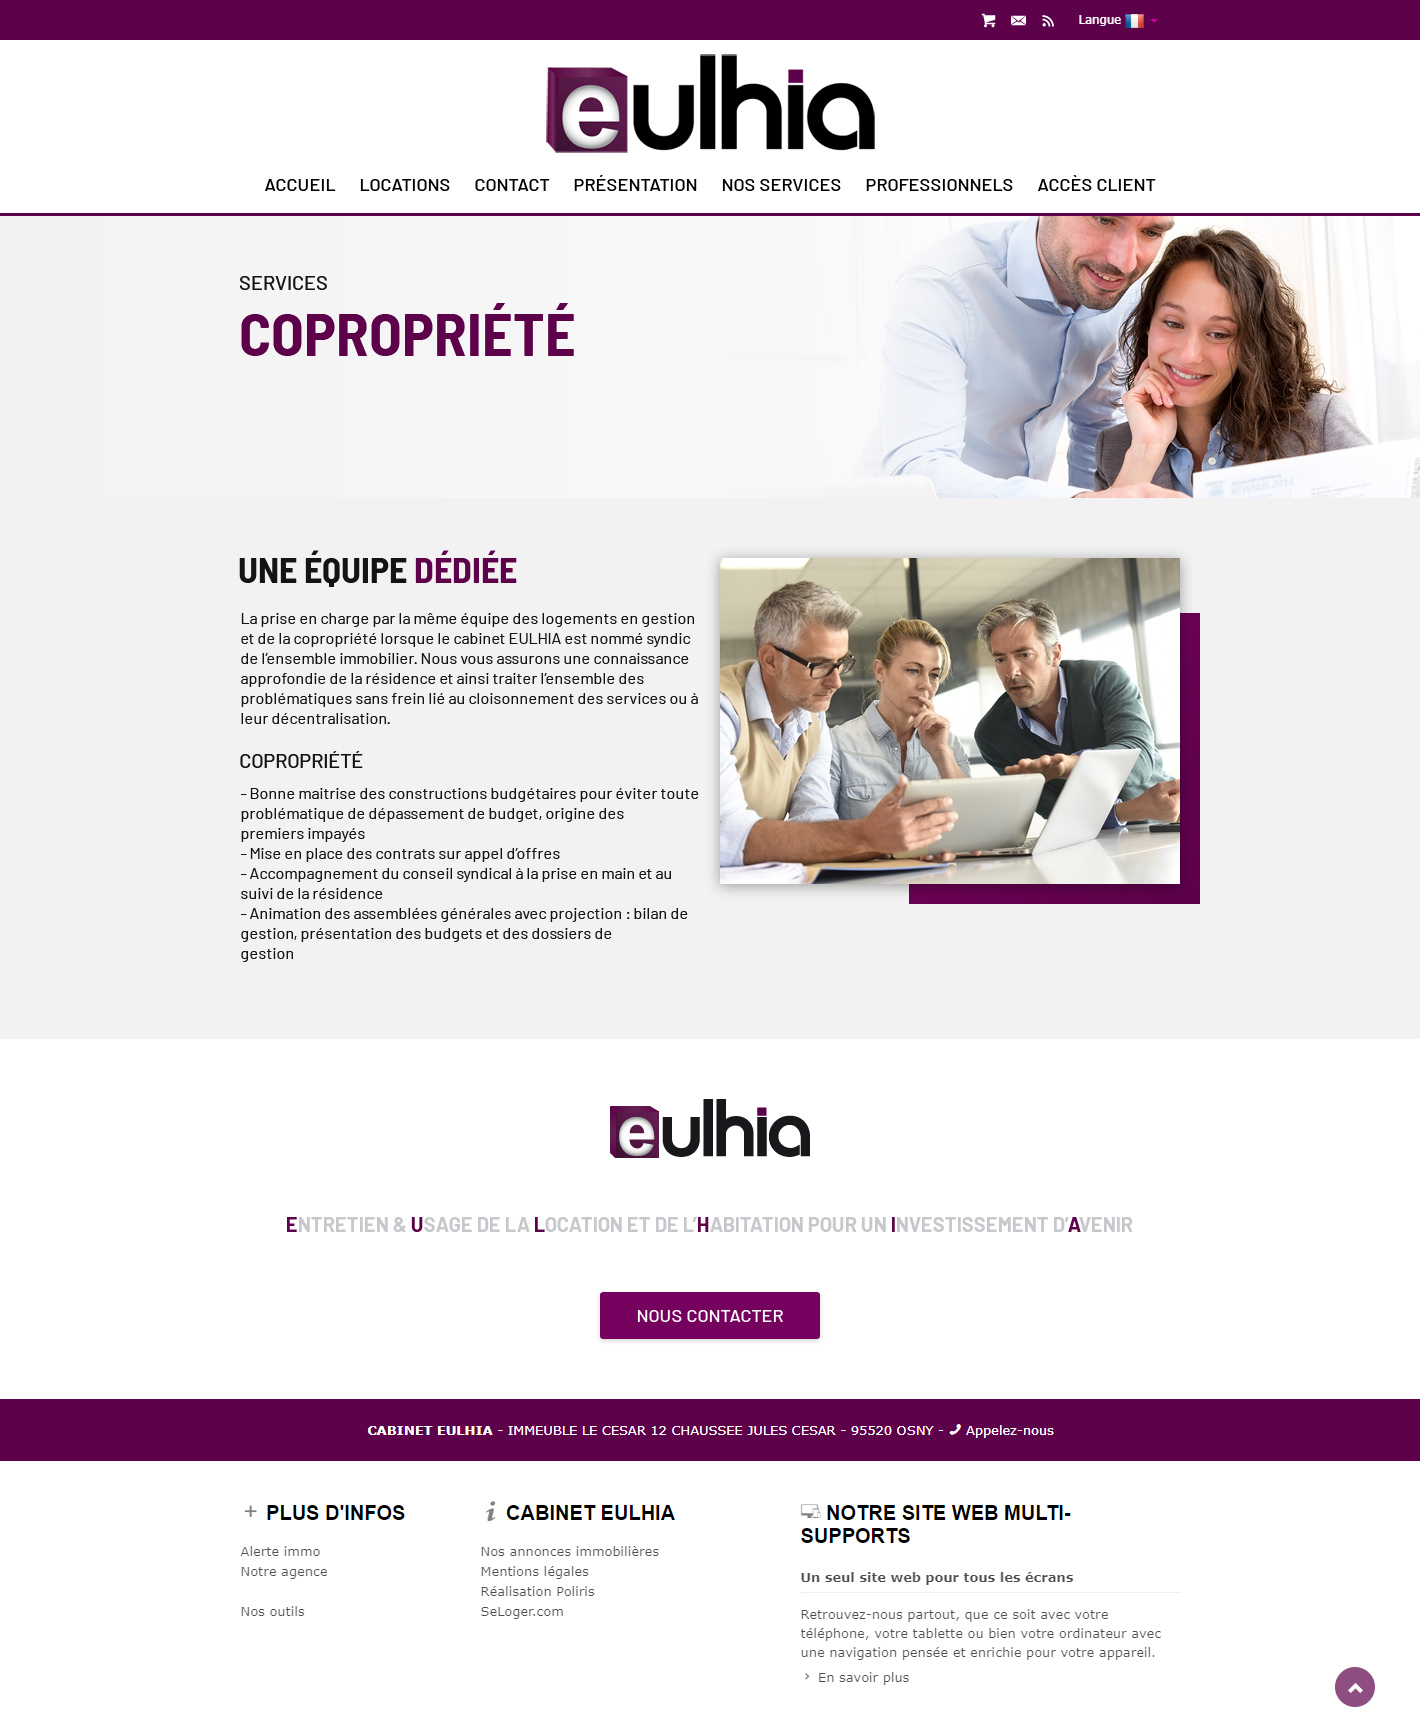 Langue
eulhia
ACCUEIL LOCATIONS CONTACT PRÉSENTATION NOS SERVICES PROFESSIONNELS ACCÈS CLIENT
SERVICES
COPROPRIÉTÉ
UNE ÉQUIPE DÉDIÉE
La prise en charge par la même équipe des logements en gestion
et de la copropriété lorsque le cabinet EULHIA est nommé syndic
de l’ensemble immobilier. Nous vous assurons une connaissance
approfondie de la résidence et ainsi traiter l’ensemble des
problématiques sans frein lié au cloisonnement des services ou à
leur décentralisation.
COPROPRIÉTÉ
- Bonne maitrise des constructions budgétaires pour éviter toute
problématique de dépassement de budget, origine des
premiers impayés
- Mise en place des contrats sur appel d’offres
- Accompagnement du conseil syndical à la prise en main et au
suivi de la résidence
- Animation des assemblées générales avec projection : bilan de
gestion, présentation des budgets et des dossiers de
gestion
eulhia
ENTRETIEN & USAGE DE LA LOCATION ET DE L’HABITATION POUR UN INVESTISSEMENT D’AVENIR
NOUS CONTACTER
CABINET EULHIA - IMMEUBLE LE CESAR 12 CHAUSSEE JULES CESAR - 95520 OSNY - Appelez-nous
PLUS D'INFOS
Alerte immo
Notre agence
Nos outils
CABINET EULHIA
Nos annonces immobilières
Mentions légales
Réalisation Poliris
SeLoger.com
NOTRE SITE WEB MULTI-
SUPPORTS
Un seul site web pour tous les écrans
Retrouvez-nous partout, que ce soit avec votre
téléphone, votre tablette ou bien votre ordinateur avec
une navigation pensée et enrichie pour votre appareil.
En savoir plus